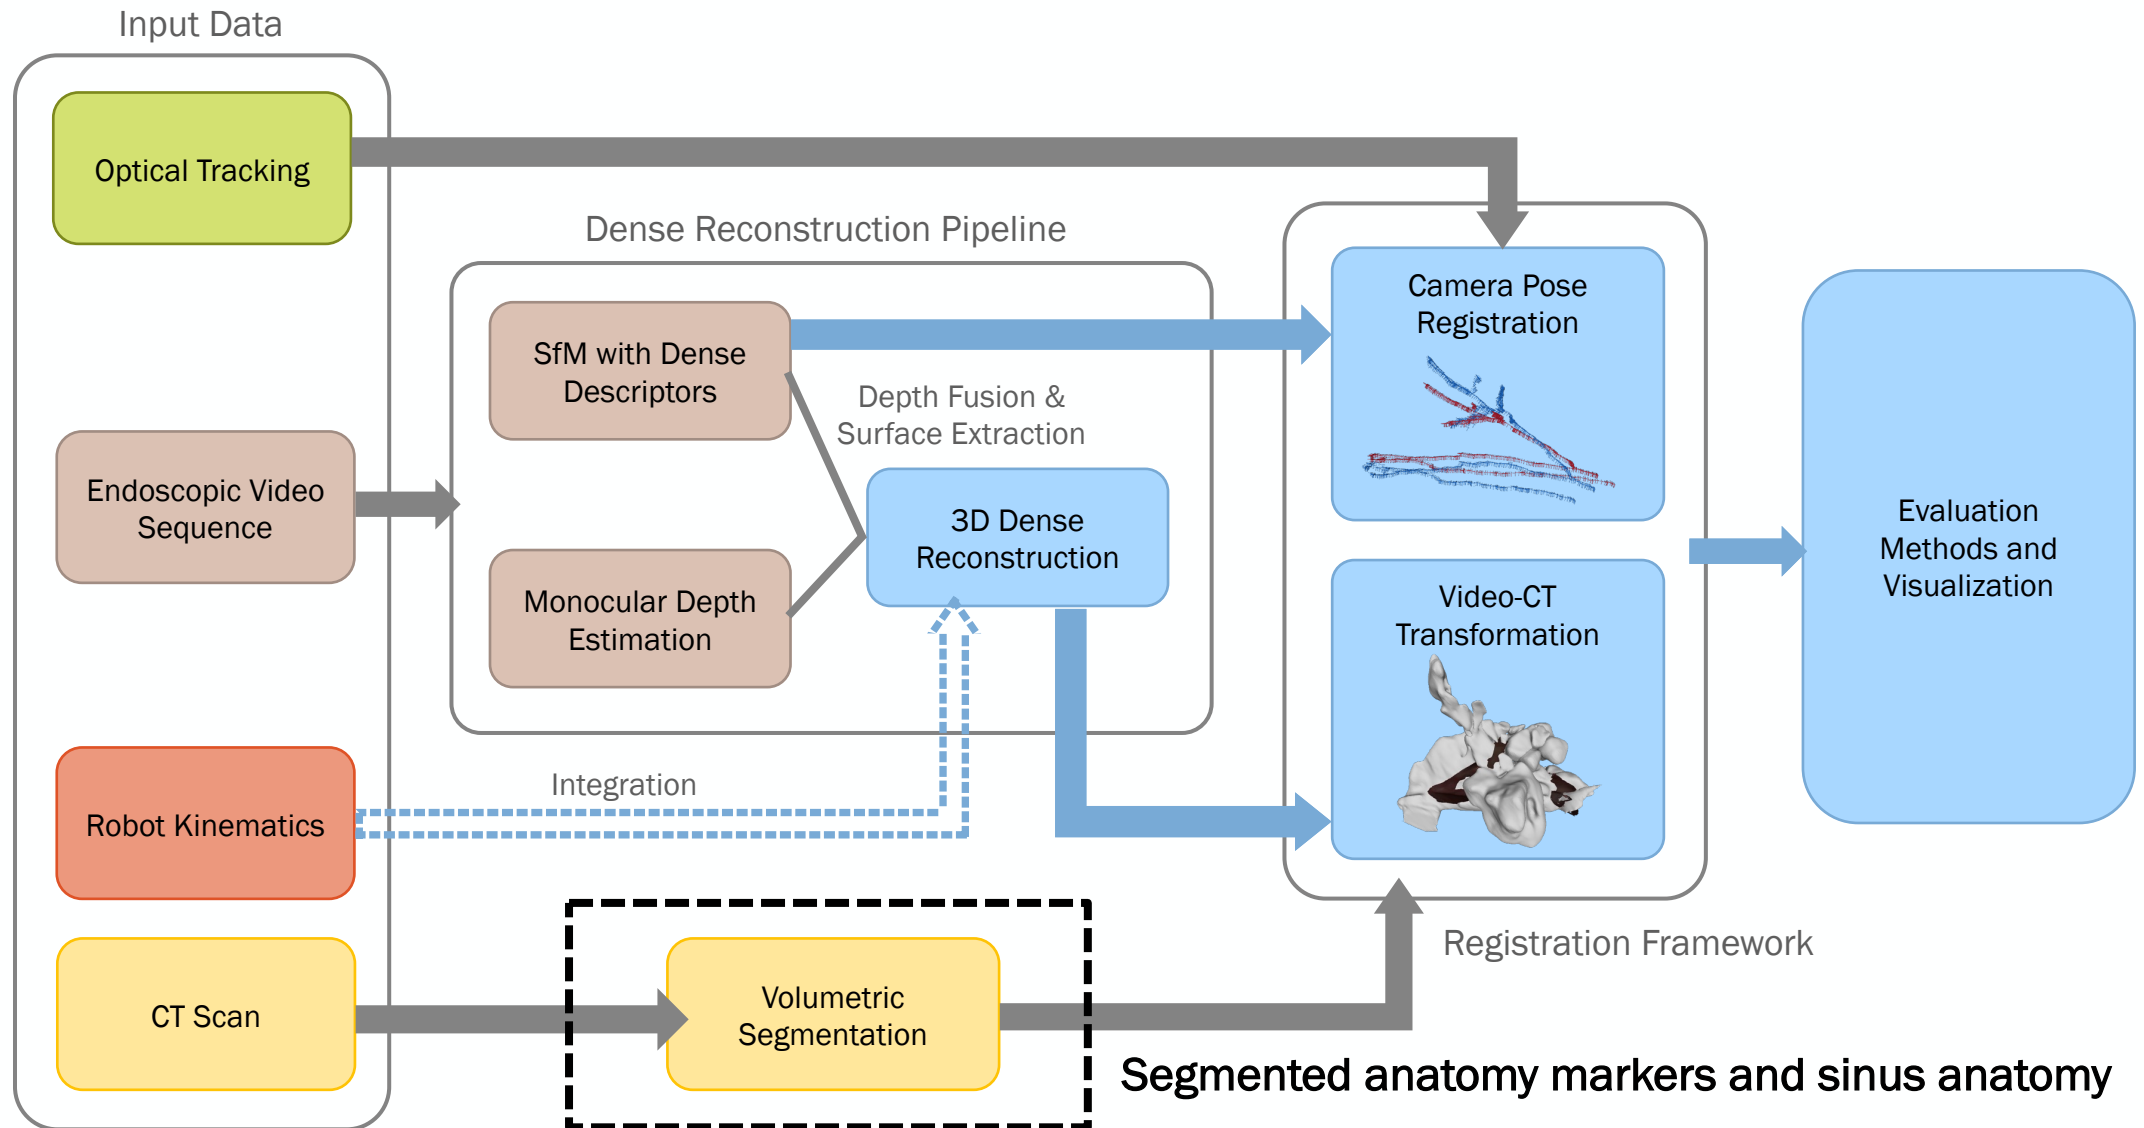 Input Data
Optical Tracking
Endoscopic Video
Sequence
Robot Kinematics
CT Scan
Dense Reconstruction Pipeline
SfM with Dense
Descriptors
Depth Fusion &
Surface Extraction
3D Dense
Reconstruction
Monocular Depth
Estimation
Integration
Volumetric
Segmentation
Camera Pose
Registration
Video-CT
Transformation
Registration Framework
Evaluation
Methods and
Visualization
Segmented anatomy markers and sinus anatomy